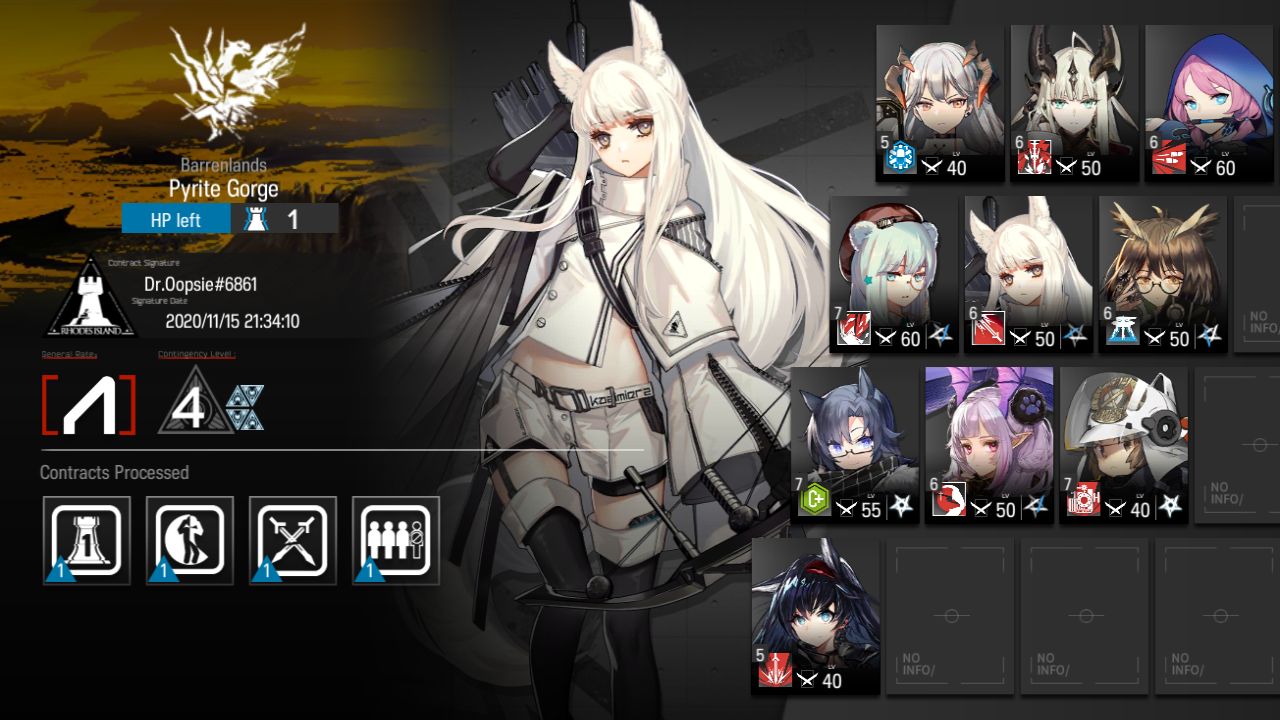 Barrenlands
Pyrite Gorge
HP left 1
Contract Signature
Dr.Oopsie#6861
Signature Date
2020/11/15 21:34:10
RHODES ISLAND
General Rate:
Contingency Level :
4
Contracts Processed
1
1
1
1
1
kazimierz
5 LV 40
6 LV 50
6 LV 60
7 LV 60
6 LV 50
6 LV 50
NO
INFO/
7 C+ LV 55
6 LV 50
7 LV 40
NO
INFO/
5 LV 40
NO
INFO/
NO
INFO/
NO
INFO/